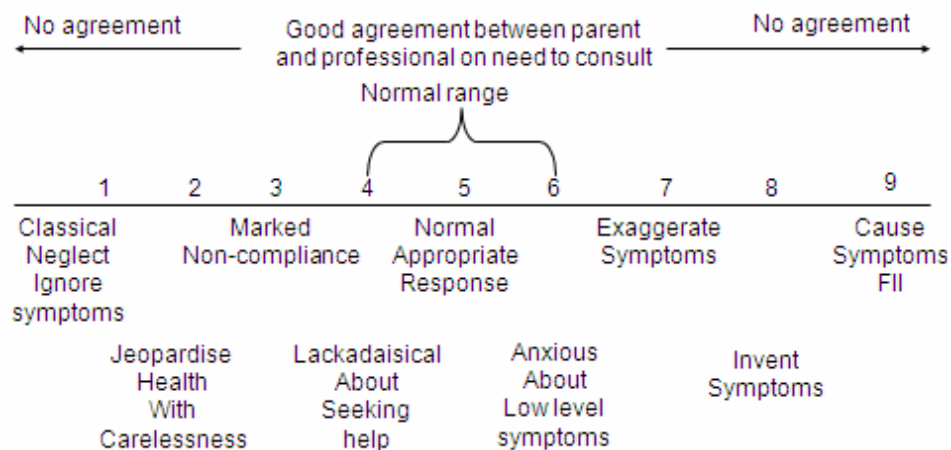 No agreement
Good agreement between parent
and professional on need to consult
No agreement
Normal range
1 2 3 4 5 6 7 8 9
Classical
Neglect
Ignore
symptoms
Marked
Non-compliance
Normal
Appropriate
Response
Exaggerate
Symptoms
Cause
Symptoms
FII
Jeopardise
Health
With
Carelessness
Lackadaisical
About
Seeking
help
Anxious
About
Low level
symptoms
Invent
Symptoms